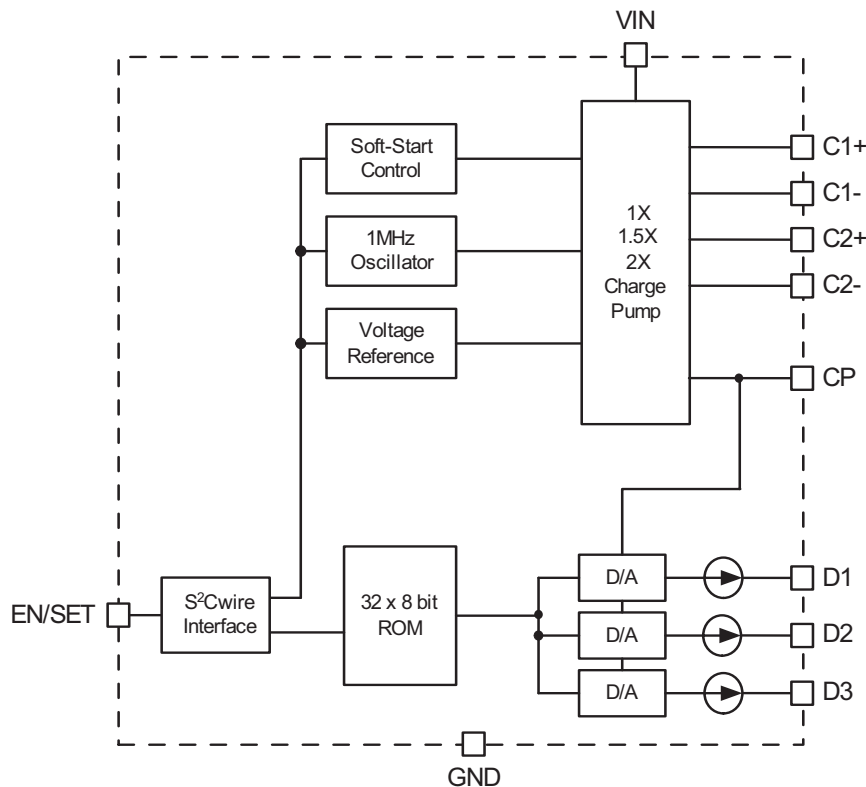 VIN
Soft-Start
Control
1MHz
Oscillator
Voltage
Reference
1X
1.5X
2X
Charge
Pump
C1+
C1-
C2+
C2-
CP
EN/SET
S²Cwire
Interface
32 x 8 bit
ROM
D/A
D/A
D/A
D1
D2
D3
GND